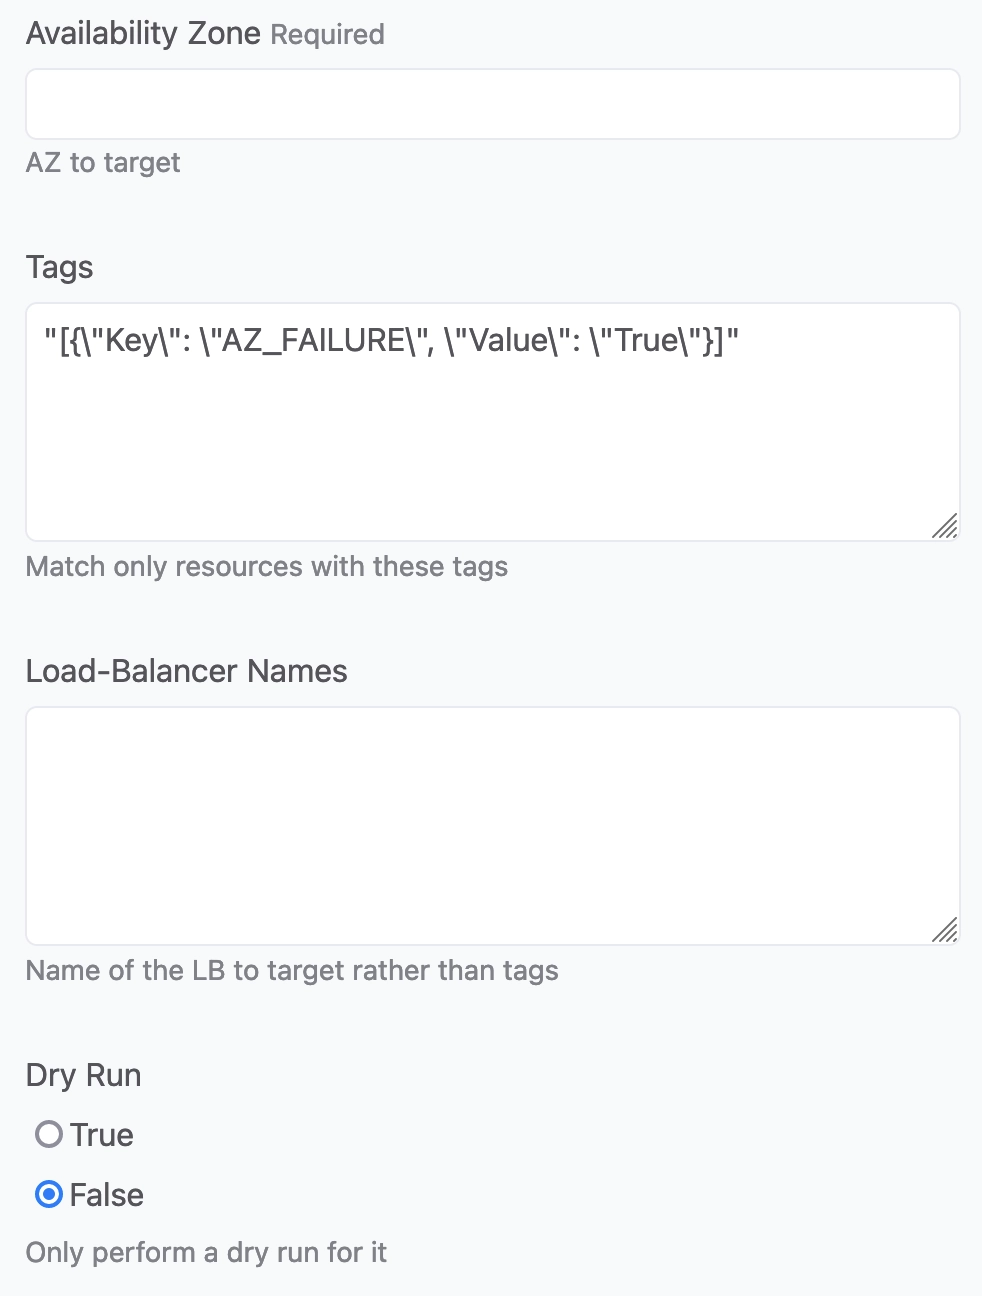 Availability Zone Required
AZ to target
Tags
"[{\"Key\": \"AZ_FAILURE\", \"Value\": \"True\"}]"
Match only resources with these tags
Load-Balancer Names
Name of the LB to target rather than tags
Dry Run
True
False
Only perform a dry run for it